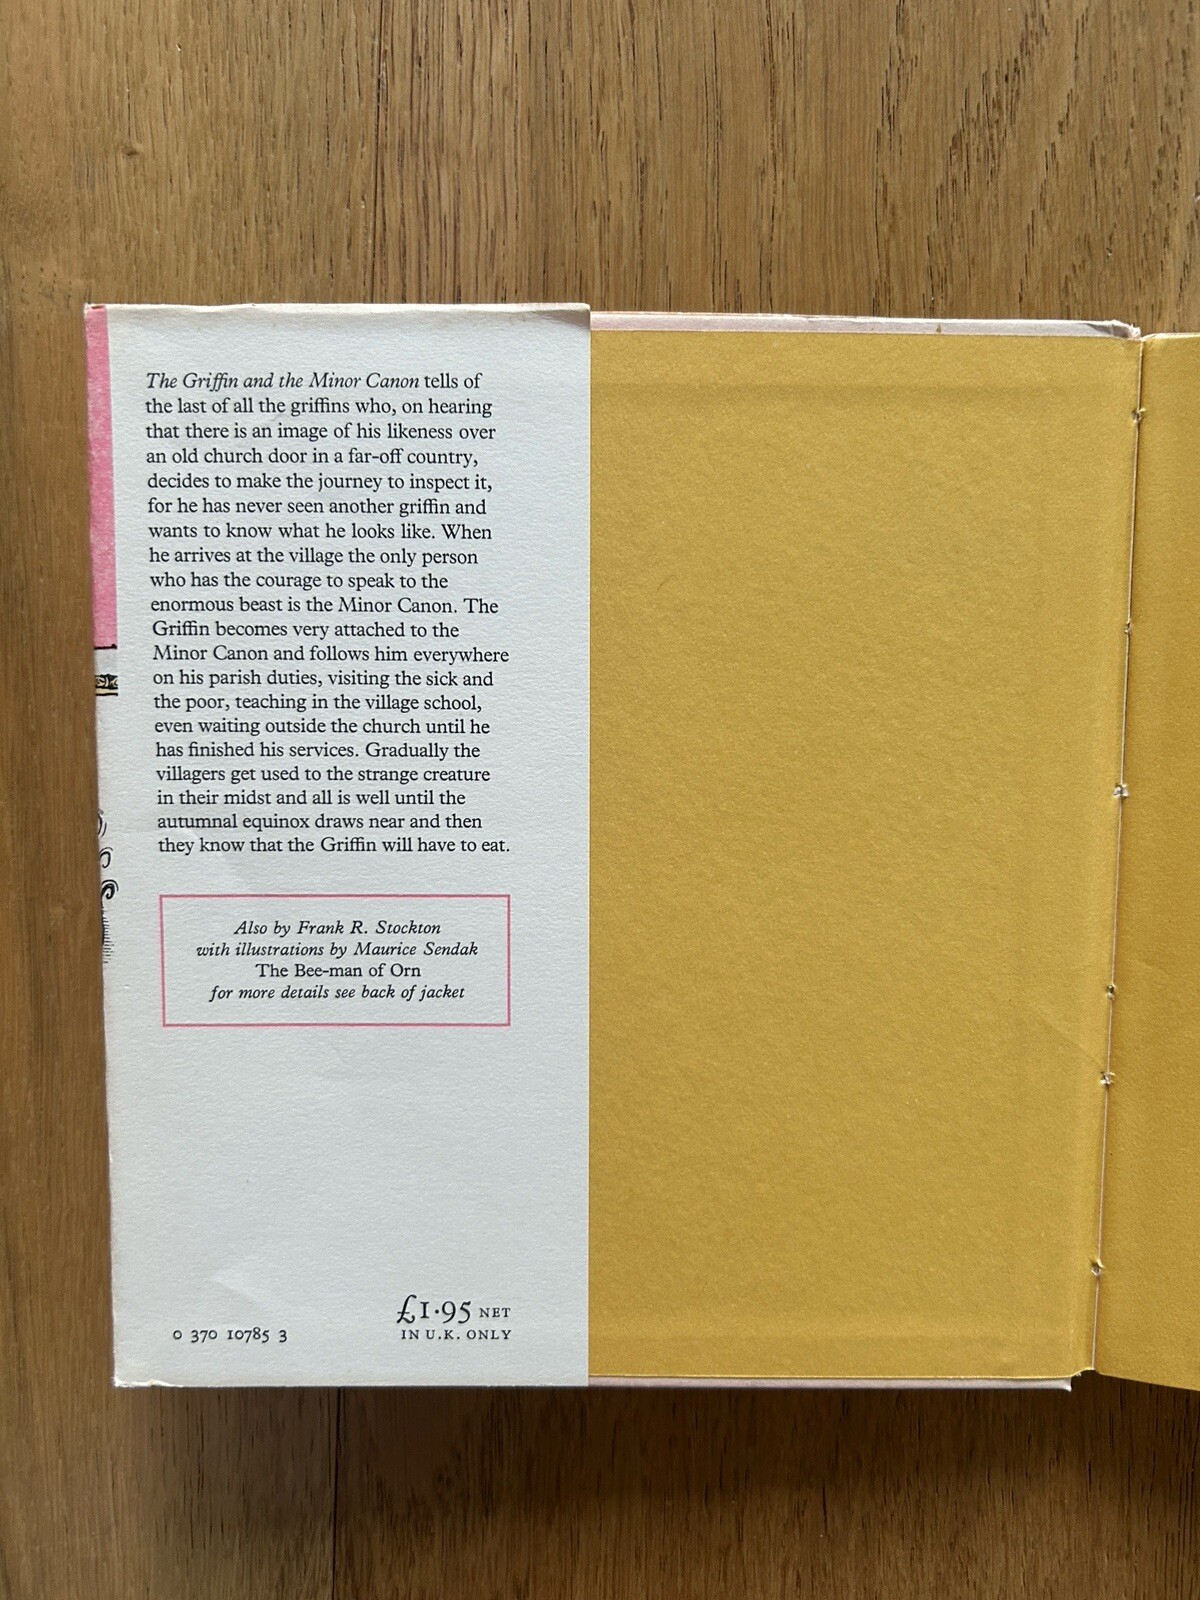 The Griffin and the Minor Canon tells of
the last of all the griffins who, on hearing
that there is an image of his likeness over
an old church door in a far-off country,
decides to make the journey to inspect it,
for he has never seen another griffin and
wants to know what he looks like. When
he arrives at the village the only person
who has the courage to speak to the
enormous beast is the Minor Canon. The
Griffin becomes very attached to the
Minor Canon and follows him everywhere
on his parish duties, visiting the sick and
the poor, teaching in the village school,
even waiting outside the church until he
has finished his services. Gradually the
villagers get used to the strange creature
in their midst and all is well until the
autumnal equinox draws near and then
they know that the Griffin will have to eat.
Also by Frank R. Stockton
with illustrations by Maurice Sendak
The Bee-man of Orn
for more details see back of jacket
£1·95 NET
0 370 10785 3 IN U.K. ONLY